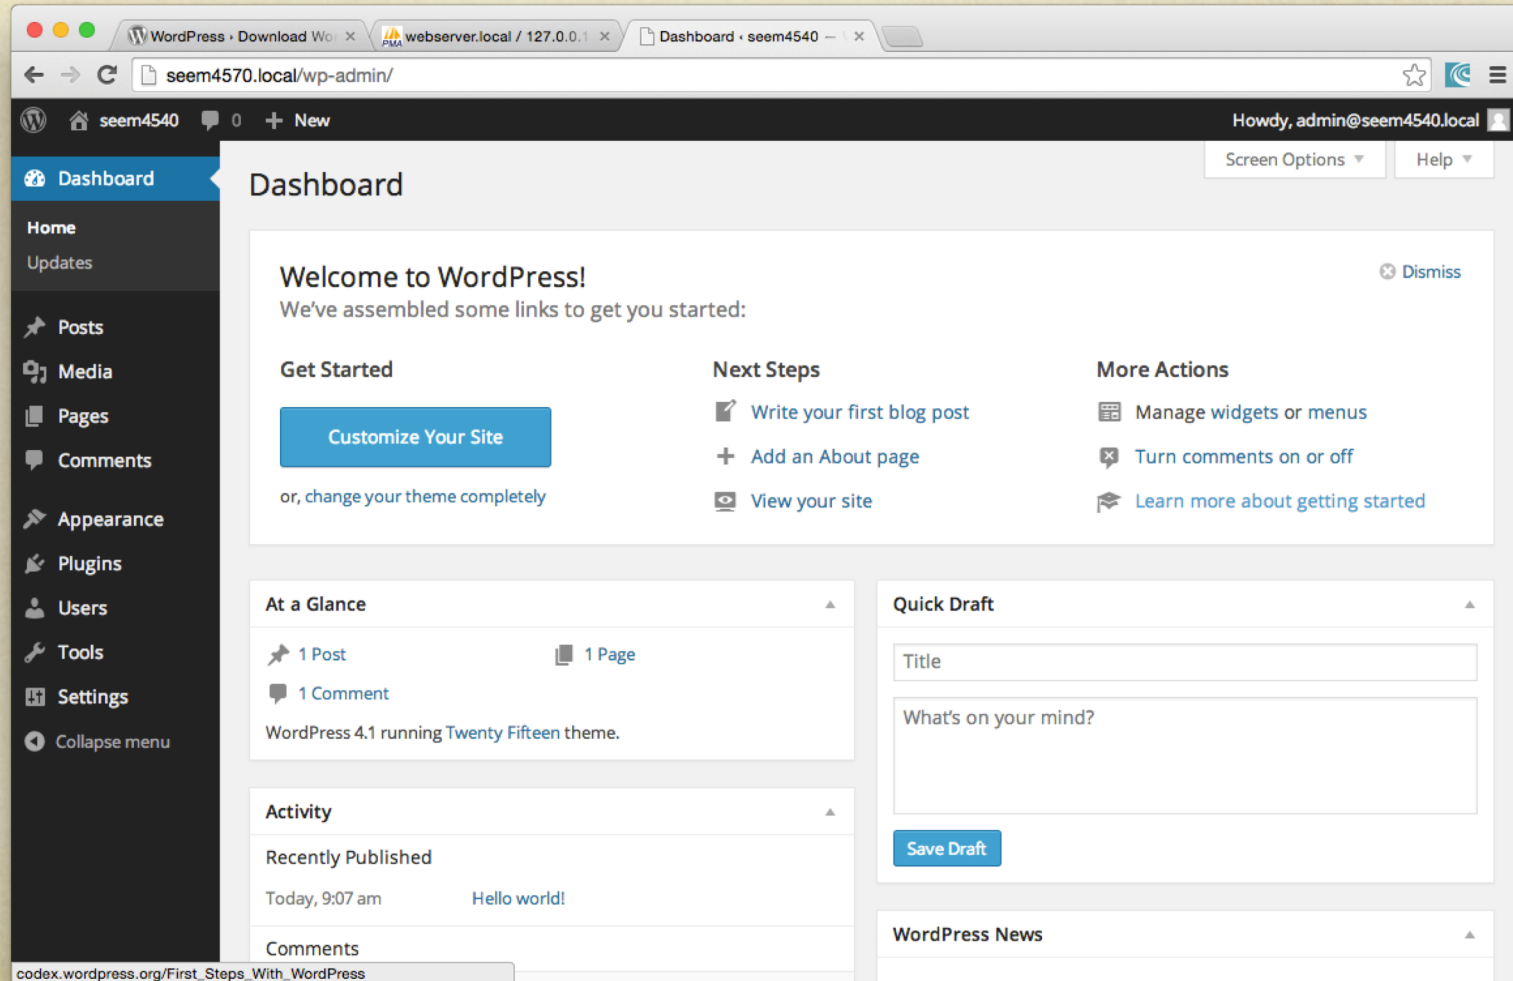 WordPress › Download Wo
webserver.local / 127.0.0.1
Dashboard ‹ seem4540 —
seem4570.local/wp-admin/
seem4540 0 + New Howdy, admin@seem4540.local
Screen Options Help
Dashboard
Home
Updates
Posts
Media
Pages
Comments
Appearance
Plugins
Users
Tools
Settings
Collapse menu
Dashboard
Welcome to WordPress!
We've assembled some links to get you started:
Dismiss
Get Started
Customize Your Site
or, change your theme completely
Next Steps
Write your first blog post
Add an About page
View your site
More Actions
Manage widgets or menus
Turn comments on or off
Learn more about getting started
At a Glance
1 Post
1 Page
1 Comment
WordPress 4.1 running Twenty Fifteen theme.
Activity
Recently Published
Today, 9:07 am Hello world!
Comments
Quick Draft
Title
What's on your mind?
Save Draft
WordPress News
codex.wordpress.org/First_Steps_With_WordPress